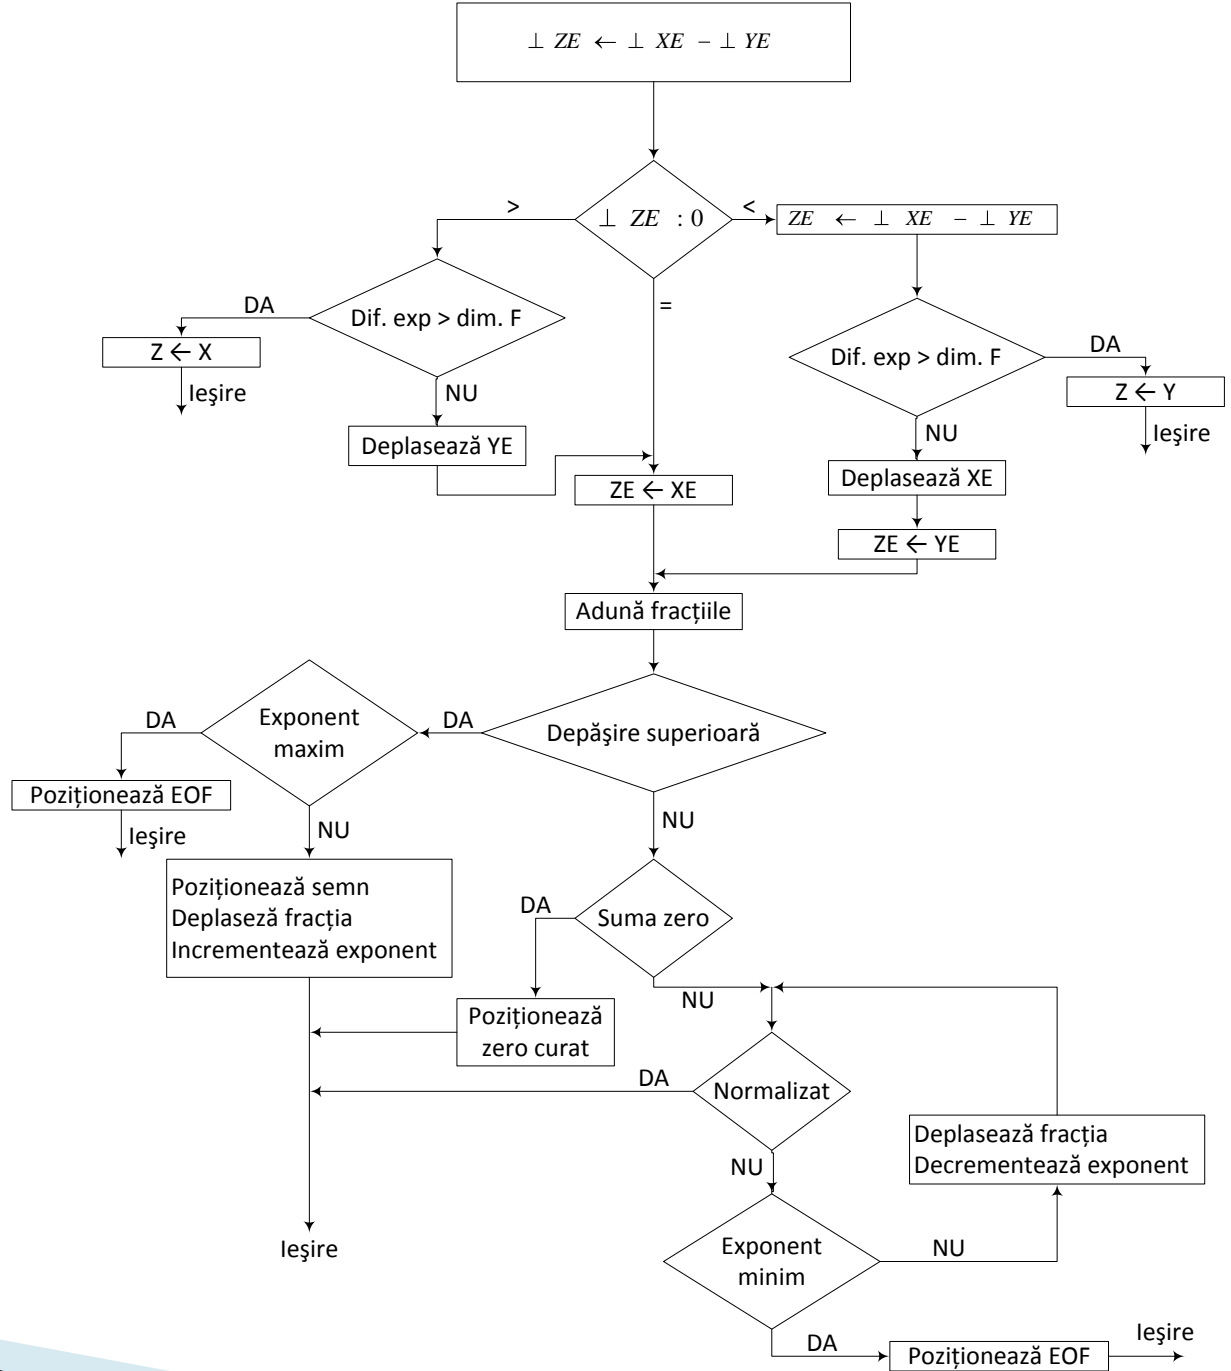 ⊥ ZE ← ⊥ XE − ⊥ YE
⊥ ZE : 0
>
<
=
ZE ← ⊥ XE − ⊥ YE
Dif. exp > dim. F
DA
Z ← X
Ieşire
NU
Deplasează YE
Dif. exp > dim. F
DA
Z ← Y
Ieşire
NU
Deplasează XE
ZE ← XE
ZE ← YE
Adună fracțiile
Depăşire superioară
DA
Exponent
maxim
DA
Poziționează EOF
Ieşire
NU
Poziționează semn
Deplaseză fracția
Incrementează exponent
NU
Suma zero
DA
Poziționează
zero curat
NU
Normalizat
DA
Ieşire
NU
Deplasează fracția
Decrementează exponent
Exponent
minim
NU
DA
Poziționează EOF
Ieşire